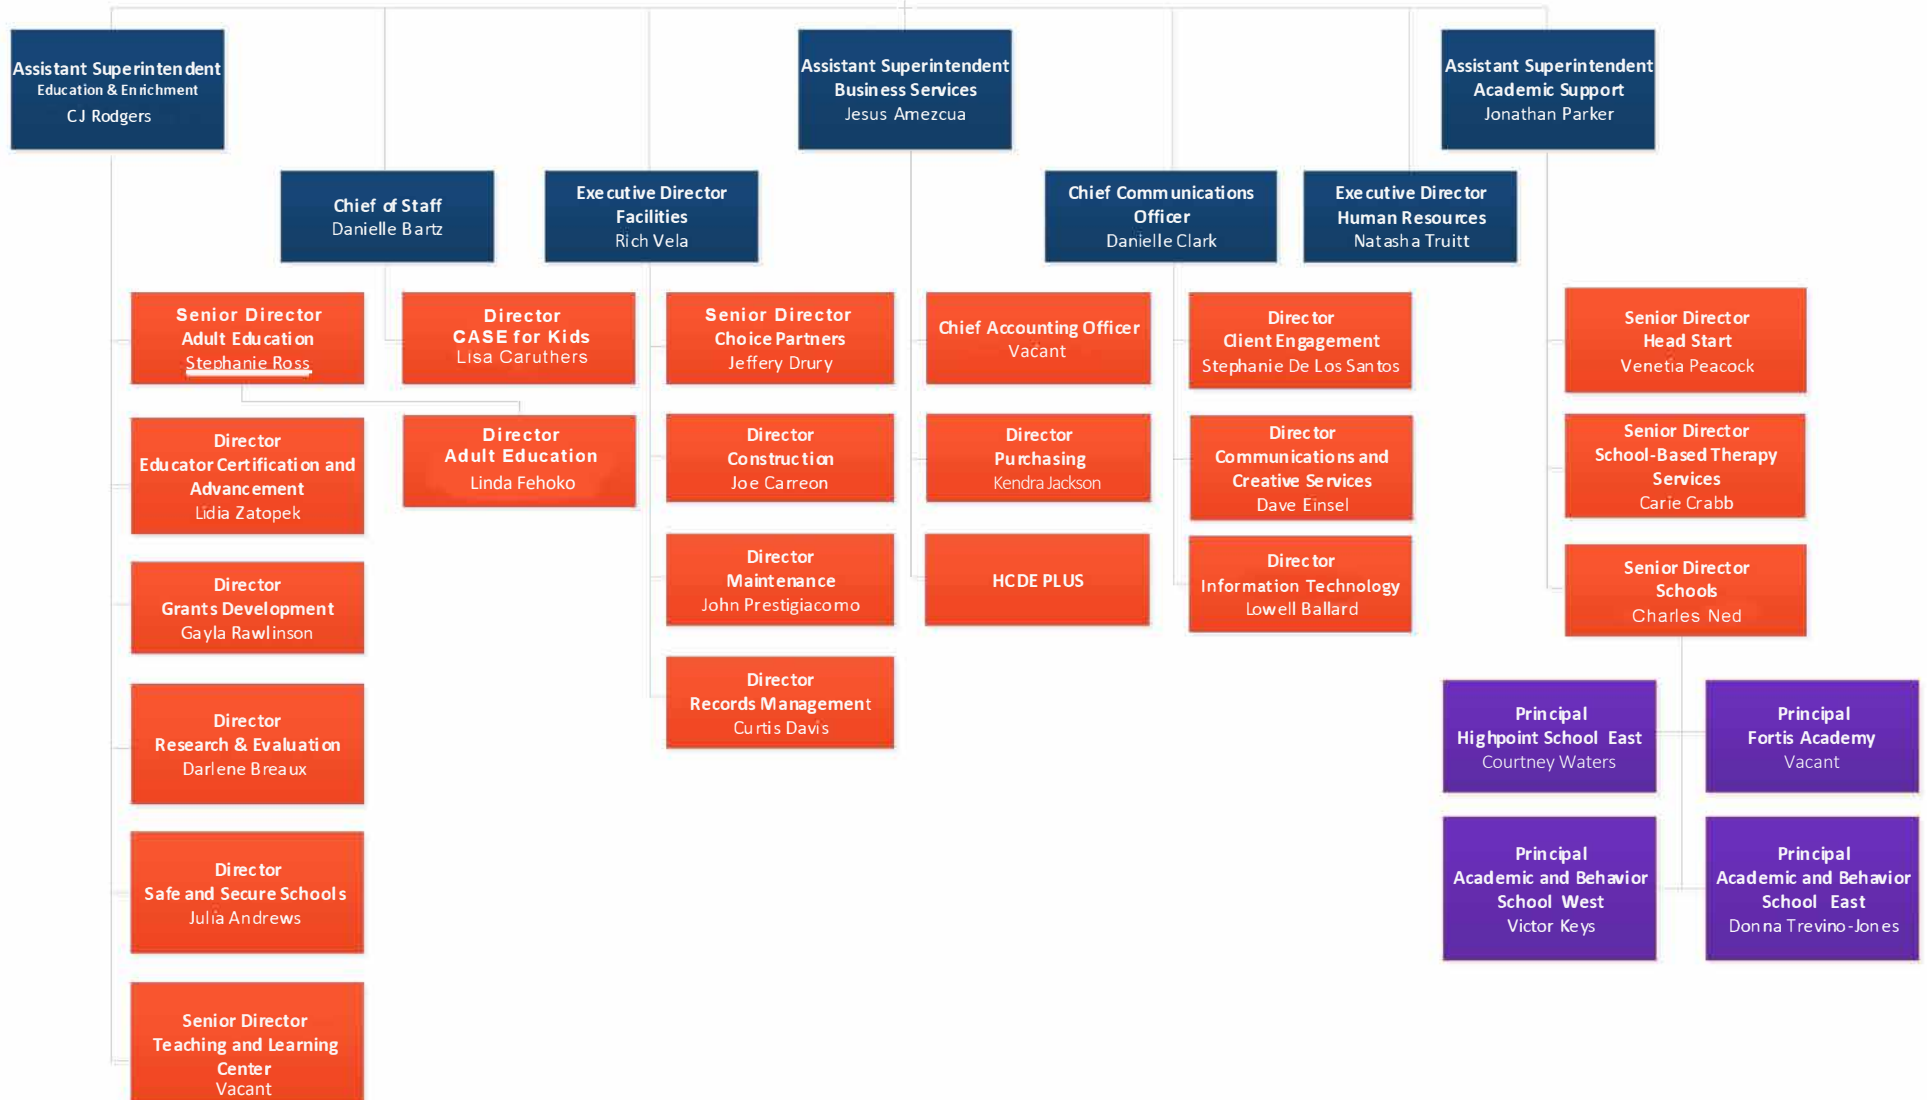 Assistant Superintendent
Education & Enrichment
CJ Rodgers
Assistant Superintendent
Business Services
Jesus Amezcua
Assistant Superintendent
Academic Support
Jonathan Parker
Chief of Staff
Danielle Bartz
Executive Director
Facilities
Rich Vela
Chief Communications
Officer
Danielle Clark
Executive Director
Human Resources
Natasha Truitt
Senior Director
Adult Education
Stephanie Ross
Director
CASE for Kids
Lisa Caruthers
Senior Director
Choice Partners
Jeffery Drury
Chief Accounting Officer
Vacant
Director
Client Engagement
Stephanie De Los Santos
Senior Director
Head Start
Venetia Peacock
Director
Educator Certification and
Advancement
Lidia Zatopek
Director
Adult Education
Linda Fehoko
Director
Construction
Joe Carreon
Director
Purchasing
Kendra Jackson
Director
Communications and
Creative Services
Dave Einsel
Senior Director
School-Based Therapy
Services
Carie Crabb
Director
Grants Development
Gayla Rawlinson
Director
Maintenance
John Prestigiacomo
HCDE PLUS
Director
Information Technology
Lowell Ballard
Senior Director
Schools
Charles Ned
Director
Research & Evaluation
Darlene Breaux
Director
Records Management
Curtis Davis
Principal
Highpoint School East
Courtney Waters
Principal
Fortis Academy
Vacant
Director
Safe and Secure Schools
Julia Andrews
Principal
Academic and Behavior
School West
Victor Keys
Principal
Academic and Behavior
School East
Donna Trevino-Jones
Senior Director
Teaching and Learning
Center
Vacant